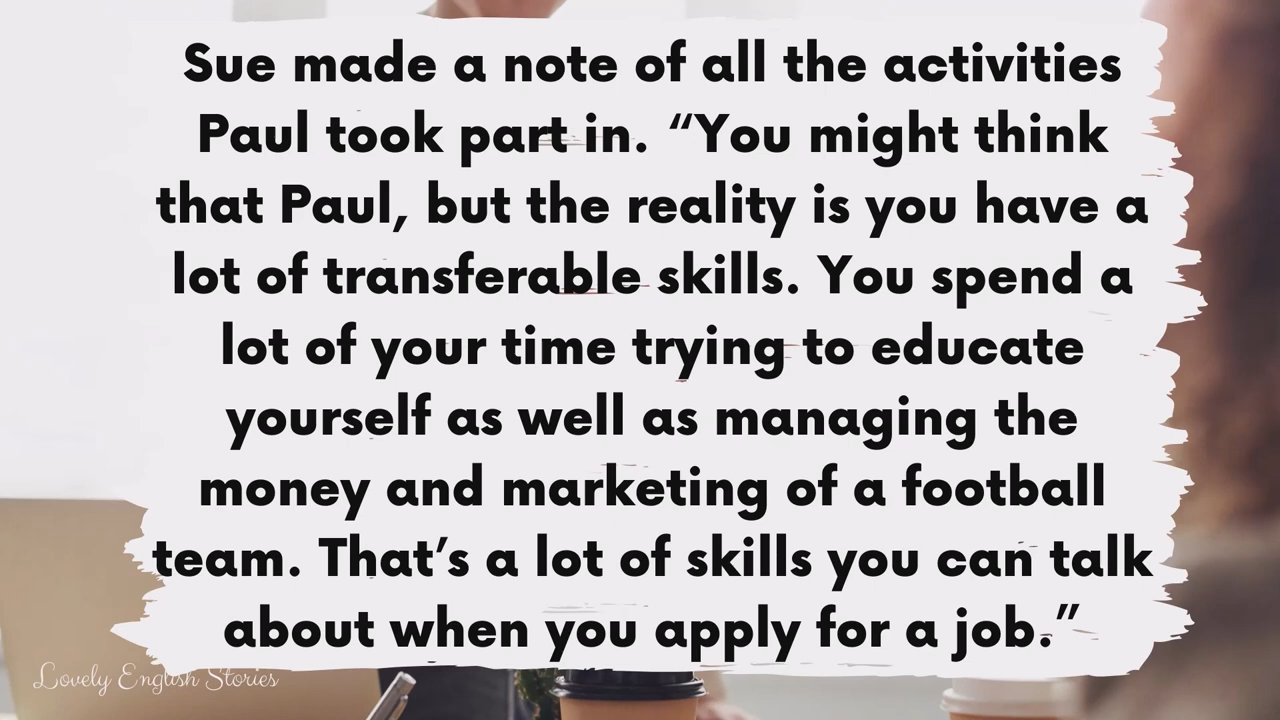 Sue made a note of all the activities
Paul took part in. “You might think
that Paul, but the reality is you have a
lot of transferable skills. You spend a
lot of your time trying to educate
yourself as well as managing the
money and marketing of a football
team. That’s a lot of skills you can talk
about when you apply for a job.”
Lovely English Stories